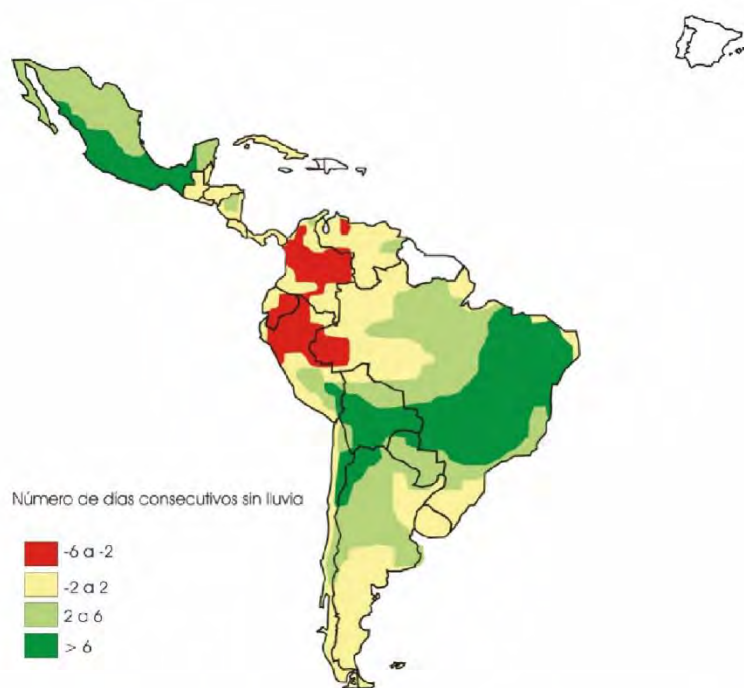 Número de días consecutivos sin lluvia
-6 a -2
-2 a 2
2 a 6
> 6